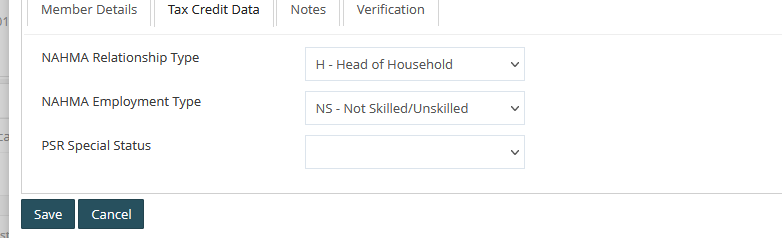 Member Details Tax Credit Data Notes Verification
NAHMA Relationship Type H - Head of Household
NAHMA Employment Type NS - Not Skilled/Unskilled
PSR Special Status
Save Cancel